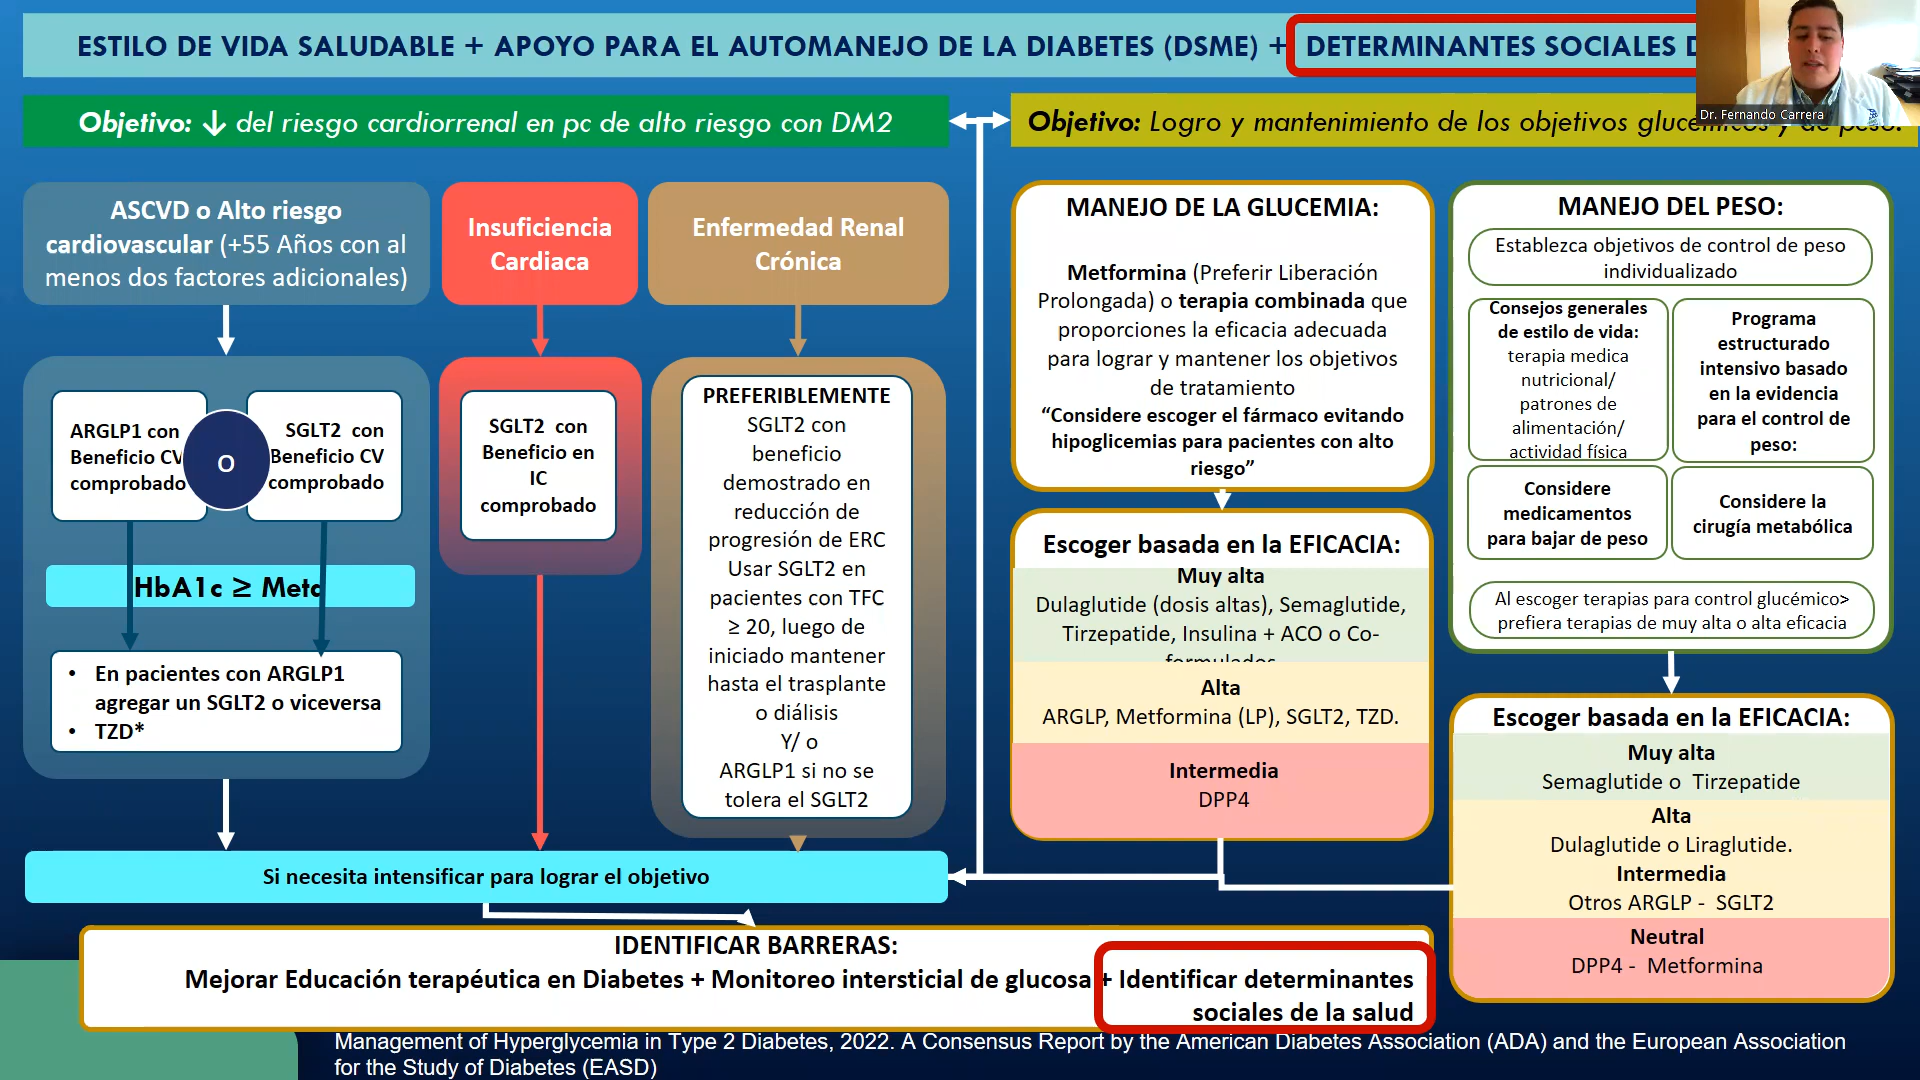 ESTILO DE VIDA SALUDABLE + APOYO PARA EL AUTOMANEJO DE LA DIABETES (DSME) + DETERMINANTES SOCIALES
Dr. Fernando Carrera
Objetivo: ↓ del riesgo cardiorrenal en pc de alto riesgo con DM2
Objetivo: Logro y mantenimiento de los objetivos glucémicos y de peso.
ASCVD o Alto riesgo
cardiovascular (+55 Años con al
menos dos factores adicionales)
ARGLP1 con
Beneficio CV
comprobado
O
SGLT2 con
Beneficio CV
comprobado
HbA1c ≥ Meta
• En pacientes con ARGLP1
agregar un SGLT2 o viceversa
• TZD*
Insuficiencia
Cardiaca
SGLT2 con
Beneficio en
IC
comprobado
Enfermedad Renal
Crónica
PREFERIBLEMENTE
SGLT2 con
beneficio
demostrado en
reducción de
progresión de ERC
Usar SGLT2 en
pacientes con TFC
≥ 20, luego de
iniciado mantener
hasta el trasplante
o diálisis
Y/ o
ARGLP1 si no se
tolera el SGLT2
MANEJO DE LA GLUCEMIA:
Metformina (Preferir Liberación
Prolongada) o terapia combinada que
proporciones la eficacia adecuada
para lograr y mantener los objetivos
de tratamiento
“Considere escoger el fármaco evitando
hipoglicemias para pacientes con alto
riesgo”
Escoger basada en la EFICACIA:
Muy alta
Dulaglutide (dosis altas), Semaglutide,
Tirzepatide, Insulina + ACO o Co-
formulados
Alta
ARGLP, Metformina (LP), SGLT2, TZD.
Intermedia
DPP4
MANEJO DEL PESO:
Establezca objetivos de control de peso
individualizado
Consejos generales
de estilo de vida:
terapia medica
nutricional/
patrones de
alimentación/
actividad física
Programa
estructurado
intensivo basado
en la evidencia
para el control de
peso:
Considere
medicamentos
para bajar de peso
Considere la
cirugía metabólica
Al escoger terapias para control glucémico>
prefiera terapias de muy alta o alta eficacia
Escoger basada en la EFICACIA:
Muy alta
Semaglutide o Tirzepatide
Alta
Dulaglutide o Liraglutide.
Intermedia
Otros ARGLP - SGLT2
Neutral
DPP4 - Metformina
Si necesita intensificar para lograr el objetivo
IDENTIFICAR BARRERAS:
Mejorar Educación terapéutica en Diabetes + Monitoreo intersticial de glucosa + Identificar determinantes
sociales de la salud
Management of Hyperglycemia in Type 2 Diabetes, 2022. A Consensus Report by the American Diabetes Association (ADA) and the European Association
for the Study of Diabetes (EASD)